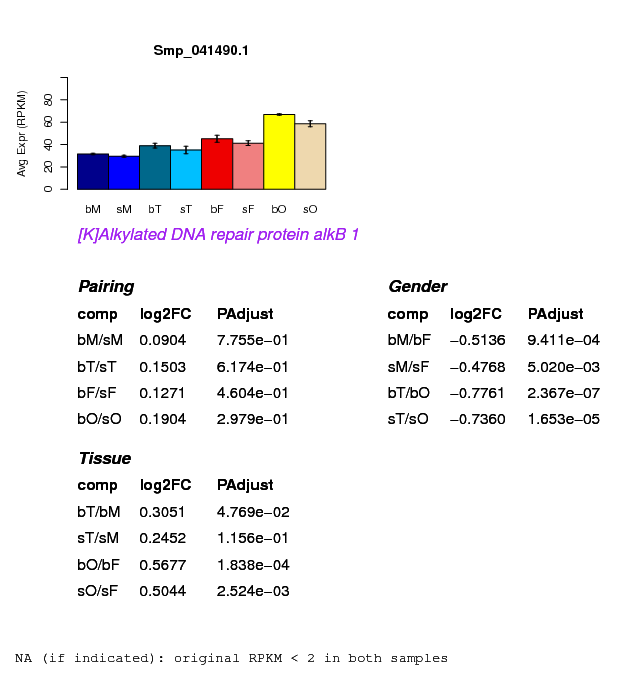 Smp_041490.1
Avg Expr (RPKM)
0 20 40 60 80
bM sM bT sT bF sF bO sO
[K]Alkylated DNA repair protein alkB 1
Pairing
comp log2FC PAdjust
bM/sM 0.0904 7.755e−01
bT/sT 0.1503 6.174e−01
bF/sF 0.1271 4.604e−01
bO/sO 0.1904 2.979e−01
Gender
comp log2FC PAdjust
bM/bF −0.5136 9.411e−04
sM/sF −0.4768 5.020e−03
bT/bO −0.7761 2.367e−07
sT/sO −0.7360 1.653e−05
Tissue
comp log2FC PAdjust
bT/bM 0.3051 4.769e−02
sT/sM 0.2452 1.156e−01
bO/bF 0.5677 1.838e−04
sO/sF 0.5044 2.524e−03
NA (if indicated): original RPKM < 2 in both samples